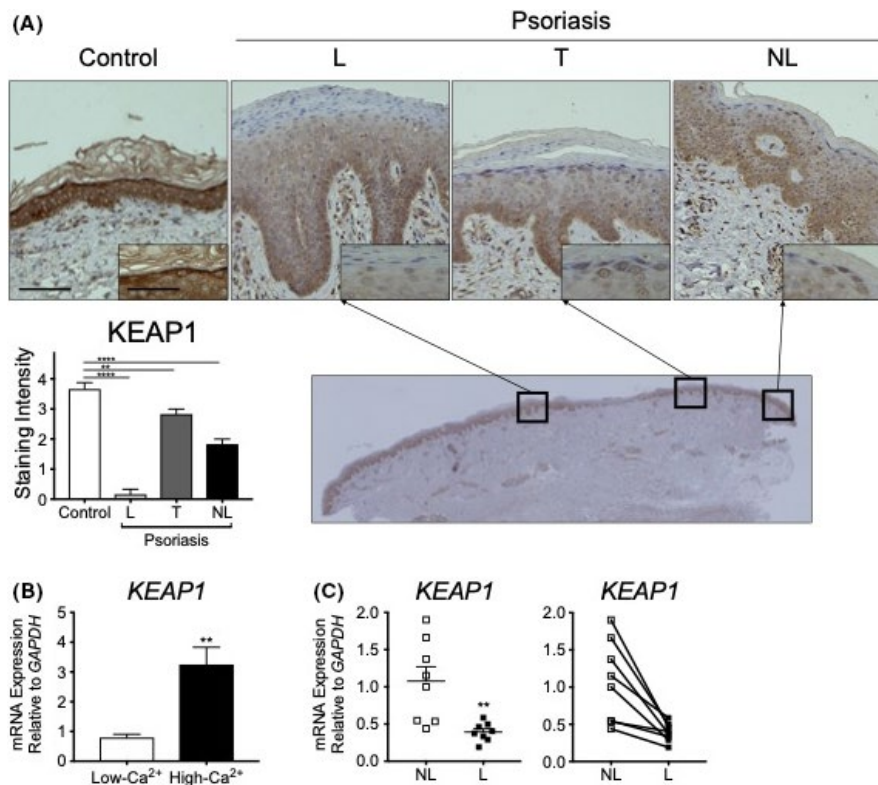 (A)
Psoriasis
Control
L
T
NL
KEAP1
****
**
****
Staining Intensity
4
3
2
1
0
Control
L
T
NL
Psoriasis
(B)
KEAP1
mRNA Expression
Relative to GAPDH
5
4
3
2
1
0
**
Low-Ca²⁺
High-Ca²⁺
(C)
KEAP1
mRNA Expression
Relative to GAPDH
2.0
1.5
1.0
0.5
0.0
**
NL
L
KEAP1
2.0
1.5
1.0
0.5
0.0
NL
L